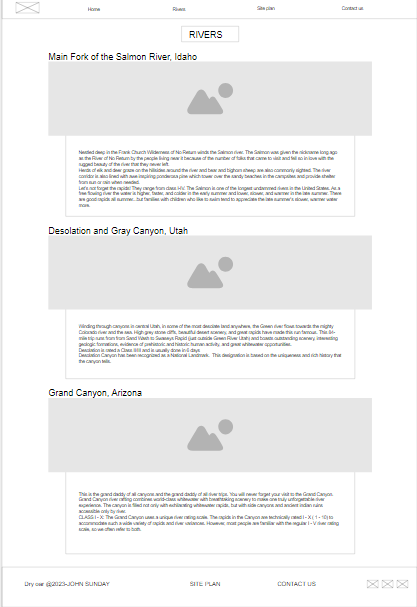 Home Rivers Site plan Contact us
RIVERS
Main Fork of the Salmon River, Idaho
Nestled deep in the Frank Church Wilderness of No Return winds the Salmon river. The Salmon was given the nickname long ago
as the River of No Return by the people living near it because of the number of folks that came to visit and fell so in love with the
rugged beauty of the river that they never left.
Herds of elk and deer graze on the hillsides around the river and bear and bighorn sheep are also commonly sighted. The river
corridor is also lined with awe inspiring ponderosa pine which tower over the sandy beaches in the campsites and provide shelter
from sun or rain when needed.
Let's not forget the rapids! They range from class I-IV. The Salmon is one of the longest undammed rivers in the United States. As a
free flowing river the water is higher, faster, and colder in the early summer and lower, slower, and warmer in the late summer. There
are good rapids all summer...but families with children who like to swim tend to appreciate the late summer's slower, warmer water
more.
Desolation and Gray Canyon, Utah
Winding through canyons in central Utah, in some of the most desolate land anywhere, the Green river flows towards the mighty
Colorado river and the sea. High grey stone cliffs, beautiful desert scenery, and great rapids have made this run famous. This 84-
mile trip runs from from Sand Wash to Swaseys Rapid (just outside Green River Utah) and boasts outstanding scenery, interesting
geologic formations, evidence of prehistoric and historic human activity, and great whitewater opportunities.
Desolation is rated a Class II-III and is usually done in 5 days
Desolation Canyon has been recognized as a National Landmark. This designation is based on the uniqueness and rich history that
the canyon tells.
Grand Canyon, Arizona
This is the grand daddy of all canyons and the grand daddy of all river trips. You will never forget your visit to the Grand Canyon.
Grand Canyon river rafting combines world-class whitewater with breathtaking scenery to make one truly unforgettable river
experience. The canyon is filled not only with exhilarating whitewater rapids, but with side canyons and ancient indian ruins
accessible only by river.
CLASS I - X: The Grand Canyon uses a unique river rating scale. The rapids in the Canyon are technically rated I - X ( 1 - 10) to
accommodate such a wide variety of rapids and river variances. However, most people are familiar with the regular I - V river rating
scale, so we often refer to both.
Dry oar @2023-JOHN SUNDAY SITE PLAN CONTACT US